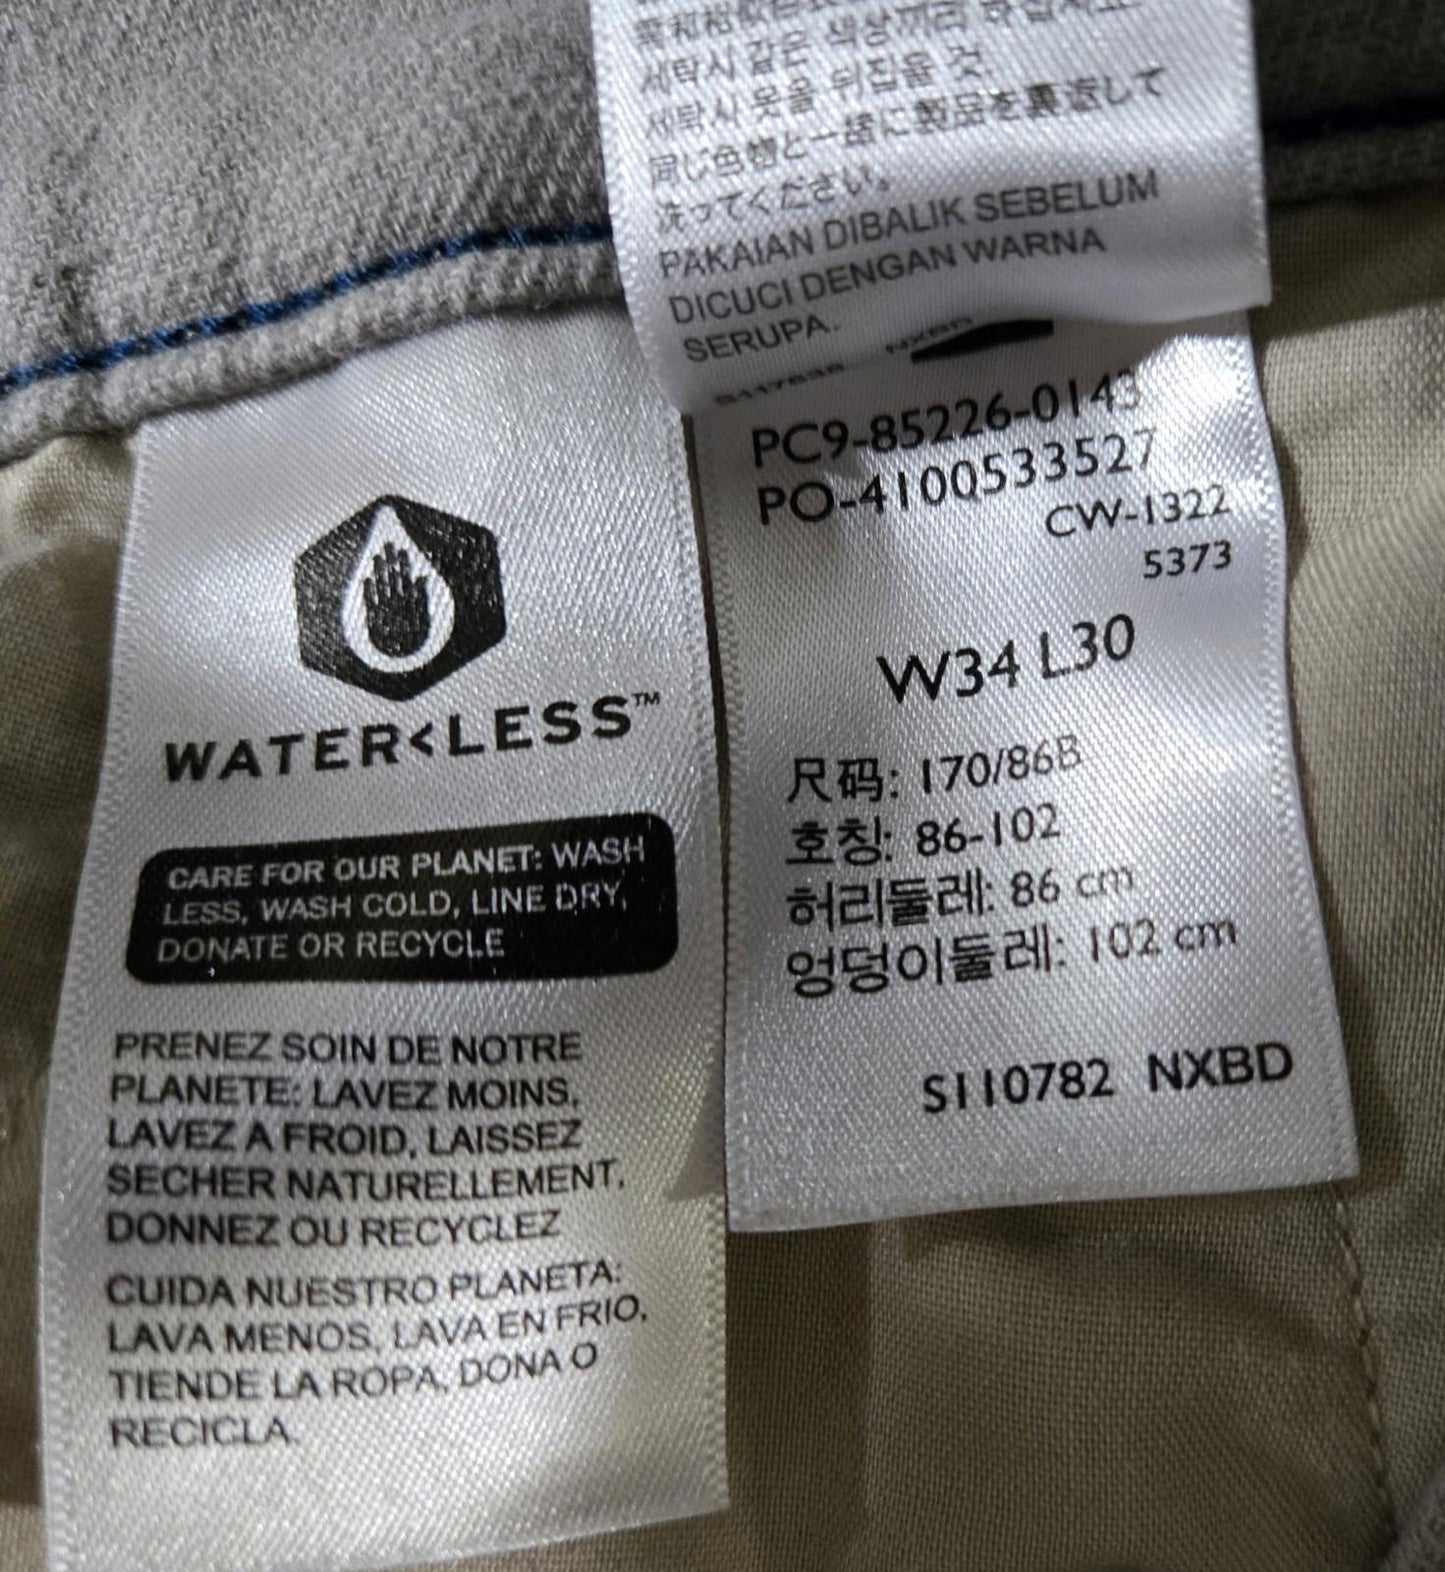 세탁시 같은 색상끼리 하십시오
세탁시 옷을 뒤집을 것.
同じ色物と一緒に製品を裏返して
洗ってください。
PAKAIAN DIBALIK SEBELUM
DICUCI DENGAN WARNA
SERUPA.
NXBD
PC9-85226-0143
PO-4100533527
CW-1322
5373
W34 L30
尺码: 170/86B
호칭: 86-102
허리둘레: 86 cm
엉덩이둘레: 102 cm
S110782 NXBD
WATER<LESS™
CARE FOR OUR PLANET: WASH
LESS, WASH COLD, LINE DRY,
DONATE OR RECYCLE
PRENEZ SOIN DE NOTRE
PLANETE: LAVEZ MOINS,
LAVEZ A FROID, LAISSEZ
SECHER NATURELLEMENT,
DONNEZ OU RECYCLEZ
CUIDA NUESTRO PLANETA:
LAVA MENOS, LAVA EN FRIO,
TIENDE LA ROPA, DONA O
RECICLA.